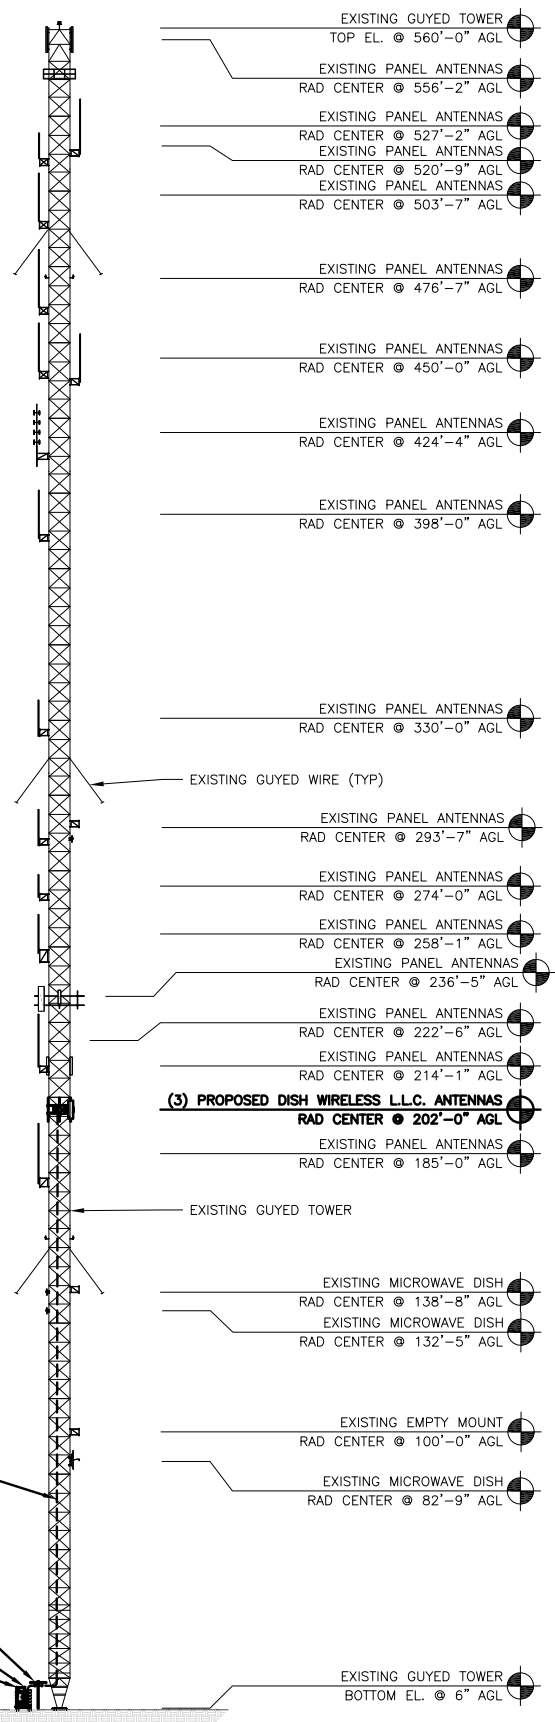 EXISTING GUYED TOWER
TOP EL. @ 560'-0" AGL
EXISTING PANEL ANTENNAS
RAD CENTER @ 556'-2" AGL
EXISTING PANEL ANTENNAS
RAD CENTER @ 527'-2" AGL
EXISTING PANEL ANTENNAS
RAD CENTER @ 520'-9" AGL
EXISTING PANEL ANTENNAS
RAD CENTER @ 503'-7" AGL
EXISTING PANEL ANTENNAS
RAD CENTER @ 476'-7" AGL
EXISTING PANEL ANTENNAS
RAD CENTER @ 450'-0" AGL
EXISTING PANEL ANTENNAS
RAD CENTER @ 424'-4" AGL
EXISTING PANEL ANTENNAS
RAD CENTER @ 398'-0" AGL
EXISTING PANEL ANTENNAS
RAD CENTER @ 330'-0" AGL
EXISTING GUYED WIRE (TYP)
EXISTING PANEL ANTENNAS
RAD CENTER @ 293'-7" AGL
EXISTING PANEL ANTENNAS
RAD CENTER @ 274'-0" AGL
EXISTING PANEL ANTENNAS
RAD CENTER @ 258'-1" AGL
EXISTING PANEL ANTENNAS
RAD CENTER @ 236'-5" AGL
EXISTING PANEL ANTENNAS
RAD CENTER @ 222'-6" AGL
EXISTING PANEL ANTENNAS
RAD CENTER @ 214'-1" AGL
(3) PROPOSED DISH WIRELESS L.L.C. ANTENNAS
RAD CENTER @ 202'-0" AGL
EXISTING PANEL ANTENNAS
RAD CENTER @ 185'-0" AGL
EXISTING GUYED TOWER
EXISTING MICROWAVE DISH
RAD CENTER @ 138'-8" AGL
EXISTING MICROWAVE DISH
RAD CENTER @ 132'-5" AGL
EXISTING EMPTY MOUNT
RAD CENTER @ 100'-0" AGL
EXISTING MICROWAVE DISH
RAD CENTER @ 82'-9" AGL
EXISTING GUYED TOWER
BOTTOM EL. @ 6" AGL